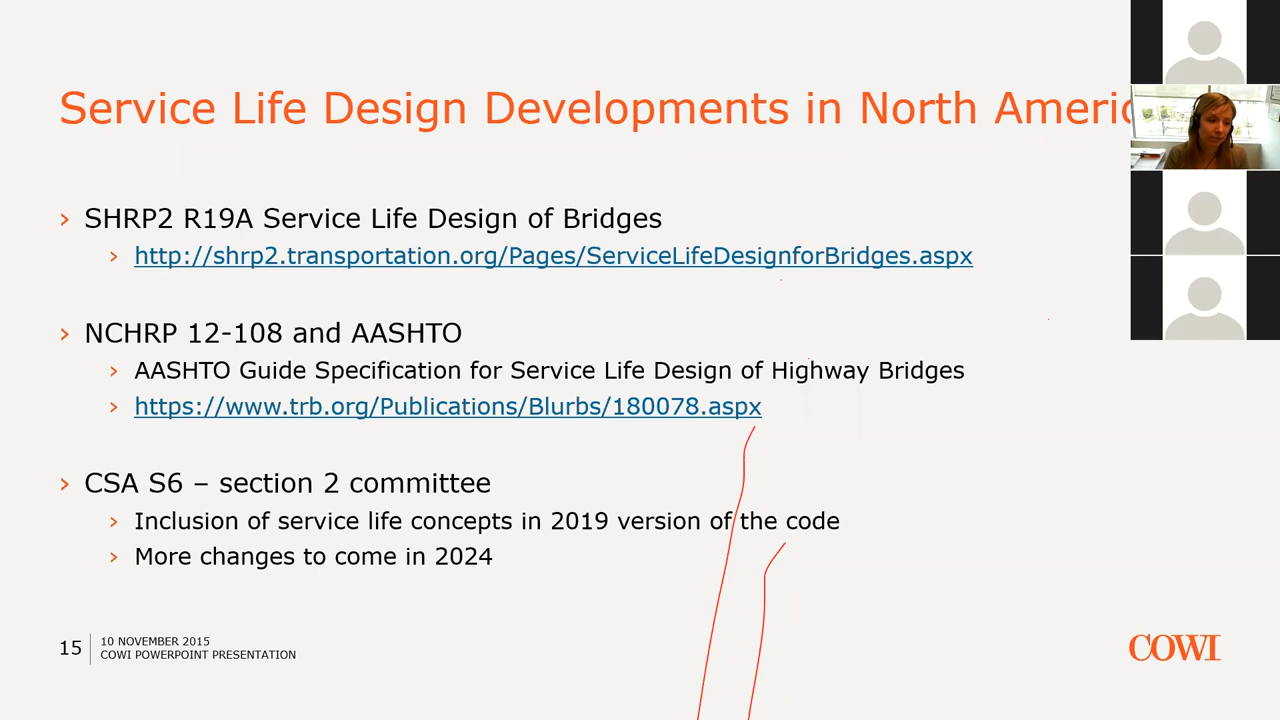 Service Life Design Developments in North Americ
› SHRP2 R19A Service Life Design of Bridges
› http://shrp2.transportation.org/Pages/ServiceLifeDesignforBridges.aspx
› NCHRP 12-108 and AASHTO
› AASHTO Guide Specification for Service Life Design of Highway Bridges
› https://www.trb.org/Publications/Blurbs/180078.aspx
› CSA S6 – section 2 committee
› Inclusion of service life concepts in 2019 version of the code
› More changes to come in 2024
15
10 NOVEMBER 2015
COWI POWERPOINT PRESENTATION
COWI